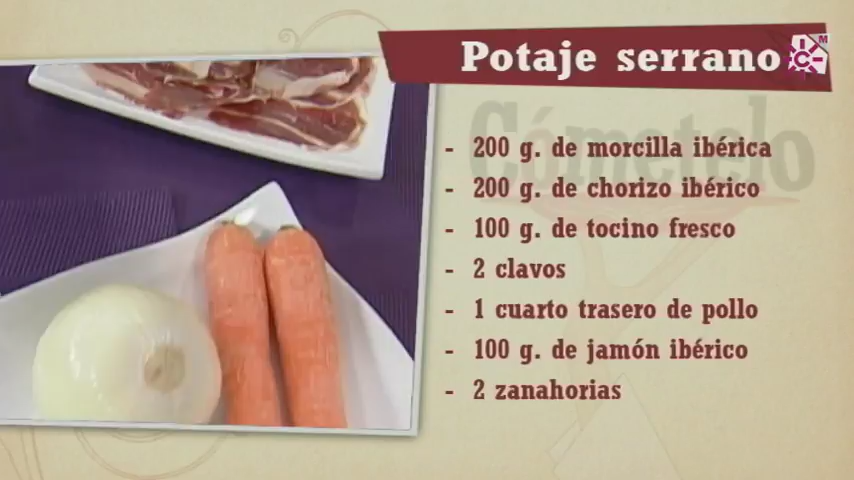 Potaje serrano
Cómetelo
- 200 g. de morcilla ibérica
- 200 g. de chorizo ibérico
- 100 g. de tocino fresco
- 2 clavos
- 1 cuarto trasero de pollo
- 100 g. de jamón ibérico
- 2 zanahorias